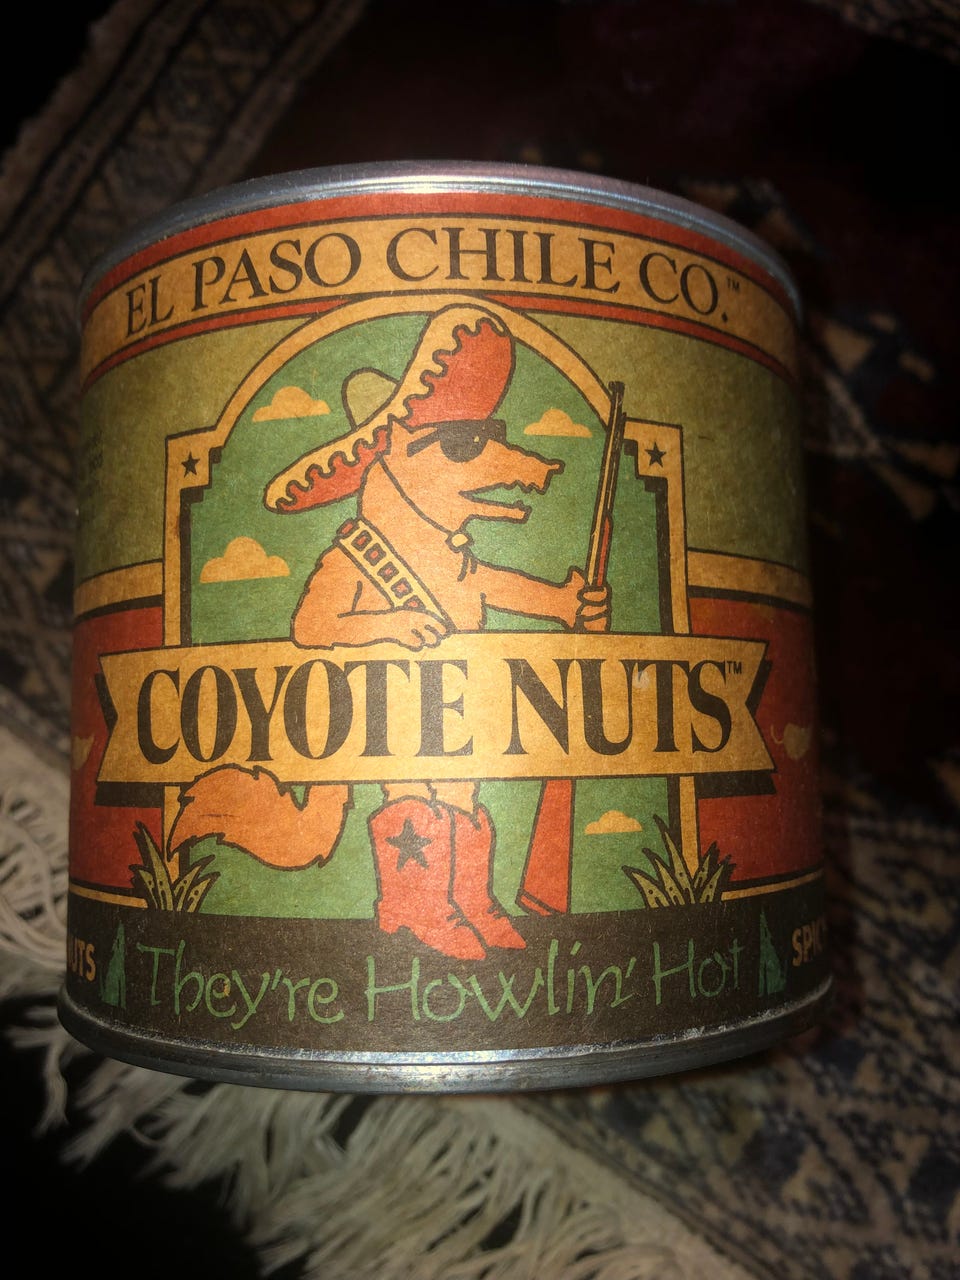 EL PASO CHILE CO.™
COYOTE NUTS™
They're Howlin' Hot